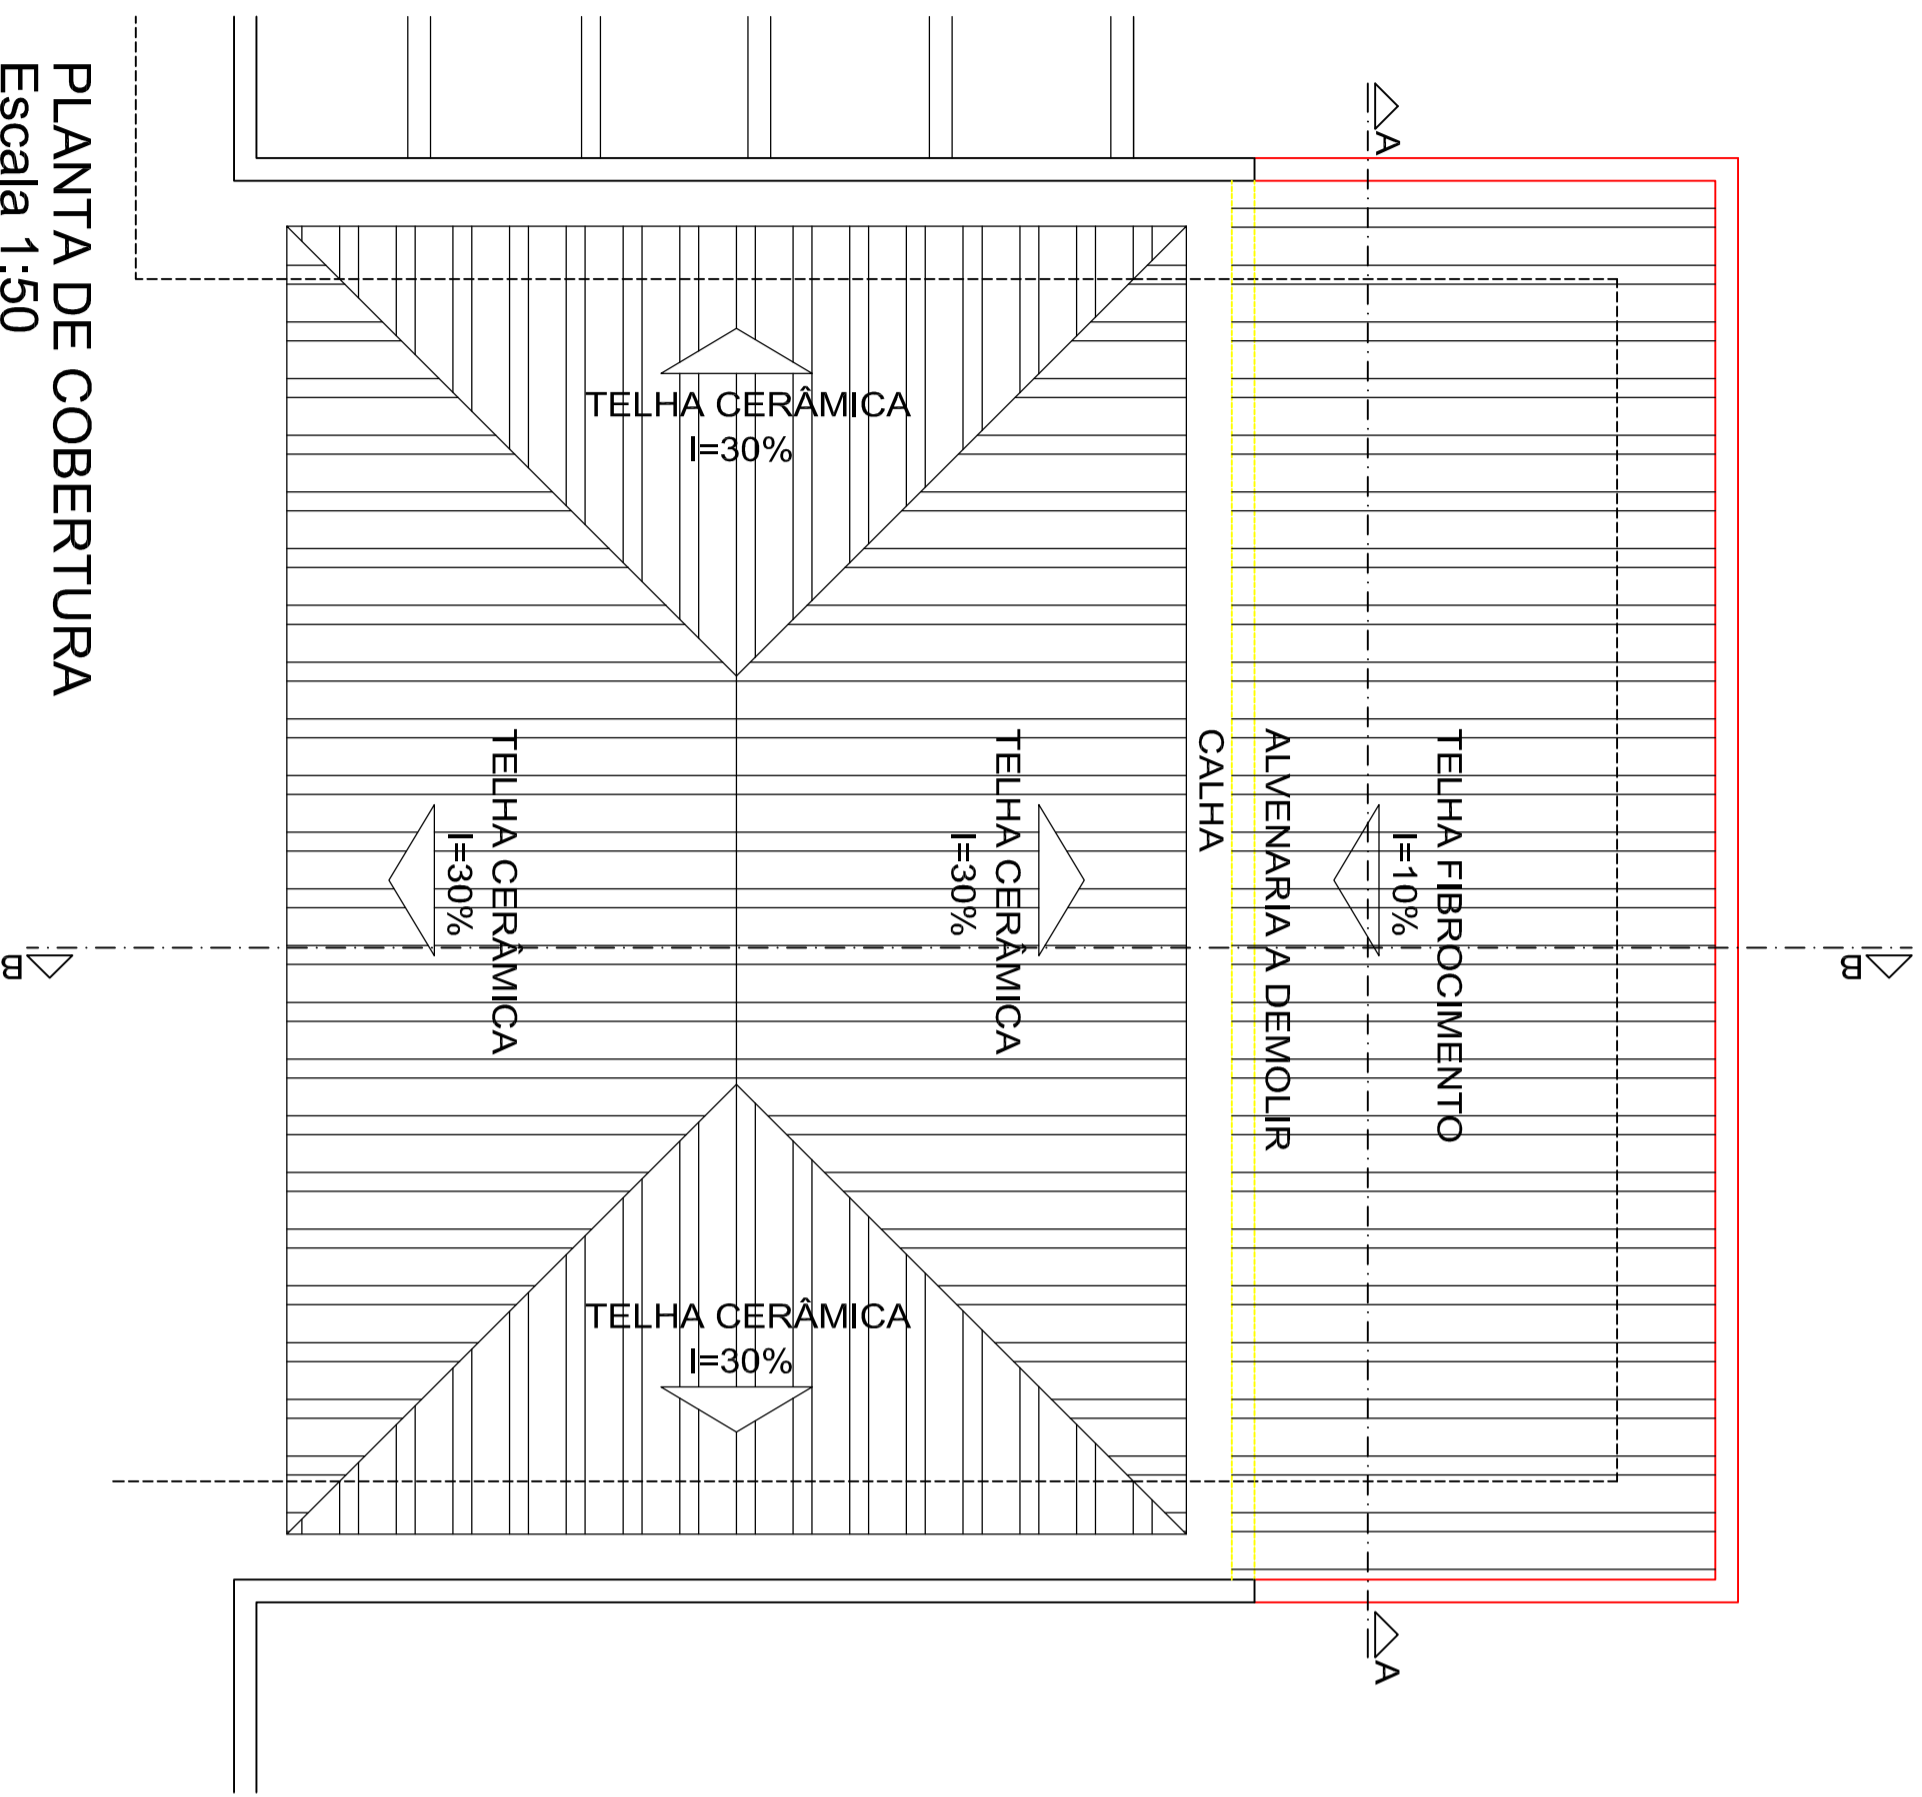 A
TELHA FIBROCIMENTO
I=10%
ALVENARIA A DEMOLIR
CALHA
TELHA CERÂMICA
I=30%
TELHA CERÂMICA
I=30%
TELHA CERÂMICA
I=30%
TELHA CERÂMICA
I=30%
B
B
A
PLANTA DE COBERTURA
Escala 1:50